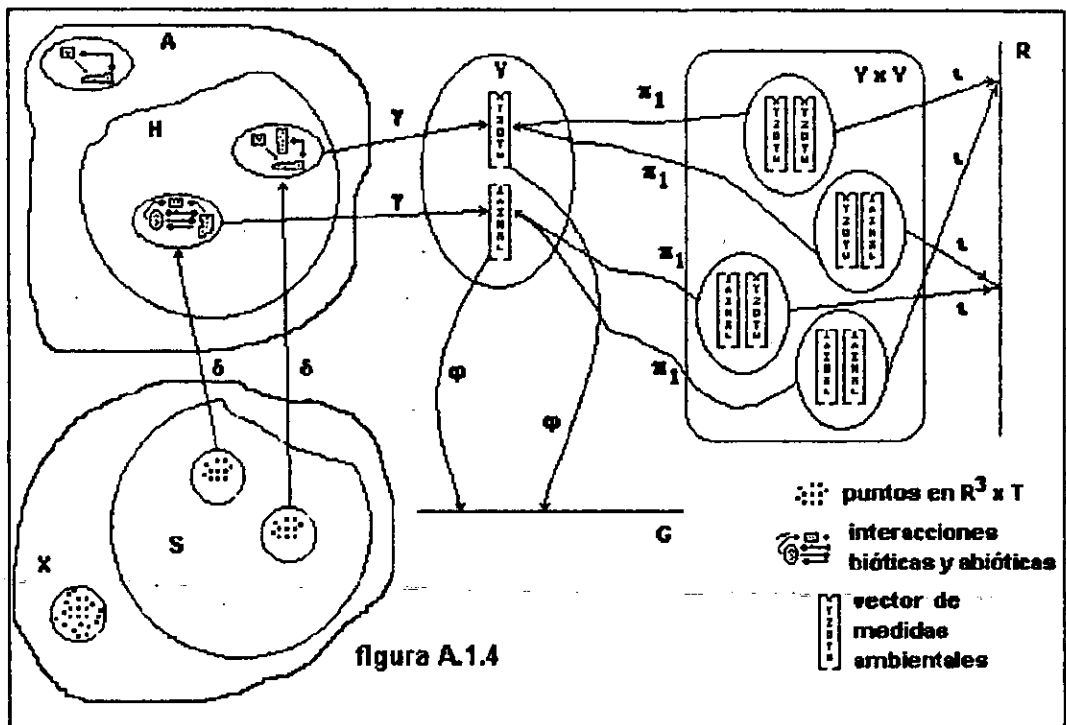 A
H
γ
γ
V
π1
π1
π1
π1
V x V
ι
ι
ι
ι
R
δ
δ
φ
φ
G
X
S
figura A.1.4
puntos en R³ x T
interacciones
bióticas y abióticas
vector de
medidas
ambientales